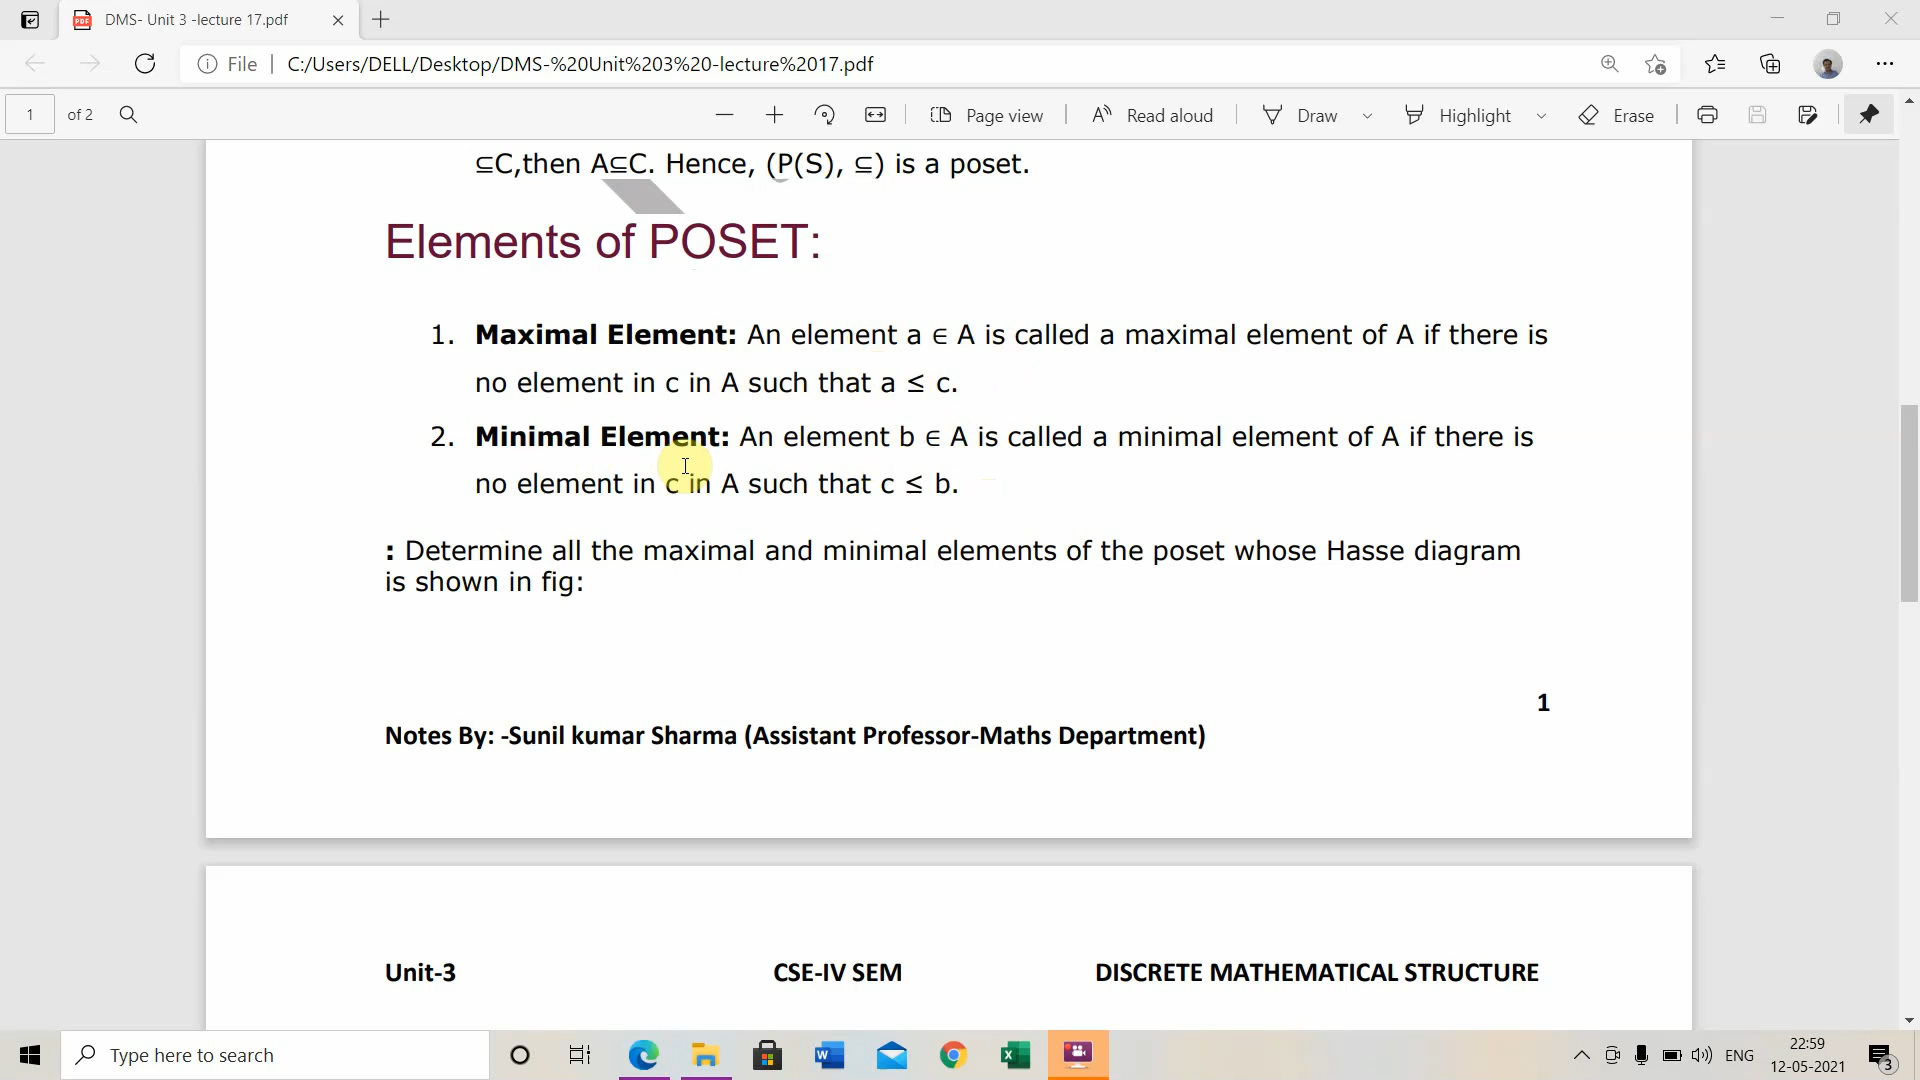 DMS- Unit 3 -lecture 17.pdf
File | C:/Users/DELL/Desktop/DMS-%20Unit%203%20-lecture%2017.pdf
1 of 2 Page view Read aloud Draw Highlight Erase
⊆C,then A⊆C. Hence, (P(S), ⊆) is a poset.
Elements of POSET:
1. Maximal Element: An element a ∈ A is called a maximal element of A if there is
no element in c in A such that a ≤ c.
2. Minimal Element: An element b ∈ A is called a minimal element of A if there is
no element in c in A such that c ≤ b.
: Determine all the maximal and minimal elements of the poset whose Hasse diagram
is shown in fig:
1
Notes By: -Sunil kumar Sharma (Assistant Professor-Maths Department)
Unit-3 CSE-IV SEM DISCRETE MATHEMATICAL STRUCTURE
Type here to search
ENG
22:59
12-05-2021
3